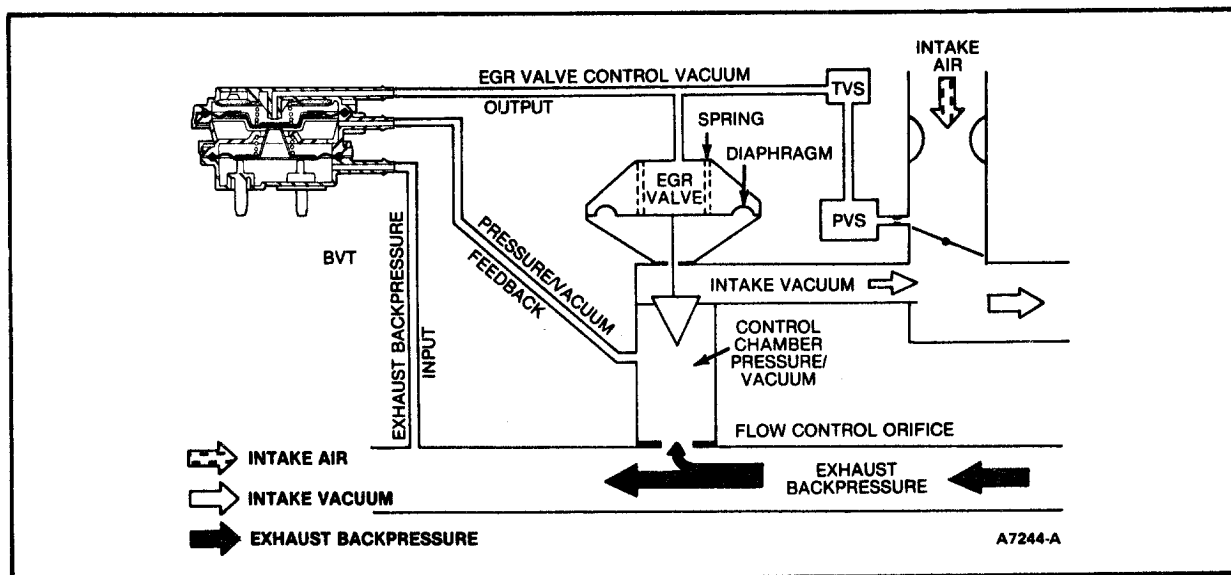 INTAKE
AIR
EGR VALVE CONTROL VACUUM
OUTPUT
TVS
SPRING
DIAPHRAGM
EGR
VALVE
PVS
BVT
EXHAUST BACKPRESSURE
INPUT
PRESSURE/VACUUM
FEEDBACK
INTAKE VACUUM
CONTROL
CHAMBER
PRESSURE/
VACUUM
FLOW CONTROL ORIFICE
EXHAUST
BACKPRESSURE
INTAKE AIR
INTAKE VACUUM
EXHAUST BACKPRESSURE
A7244-A